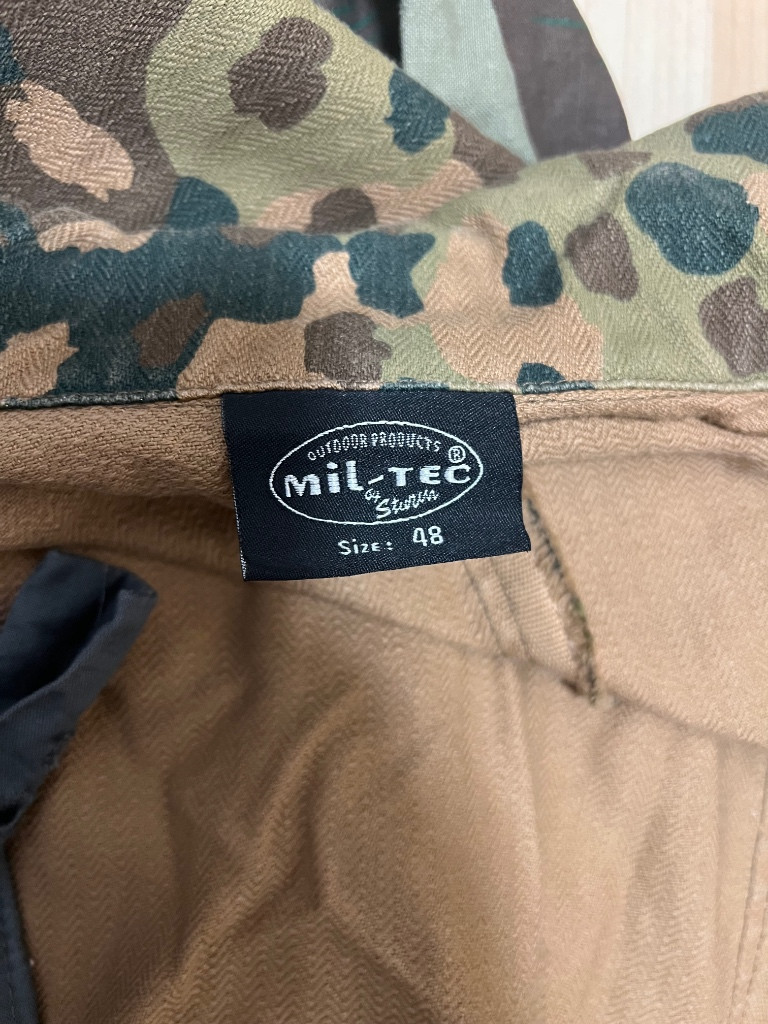 OUTDOOR PRODUCTS
MiL-TEC®
by Sturm
SIZE: 48